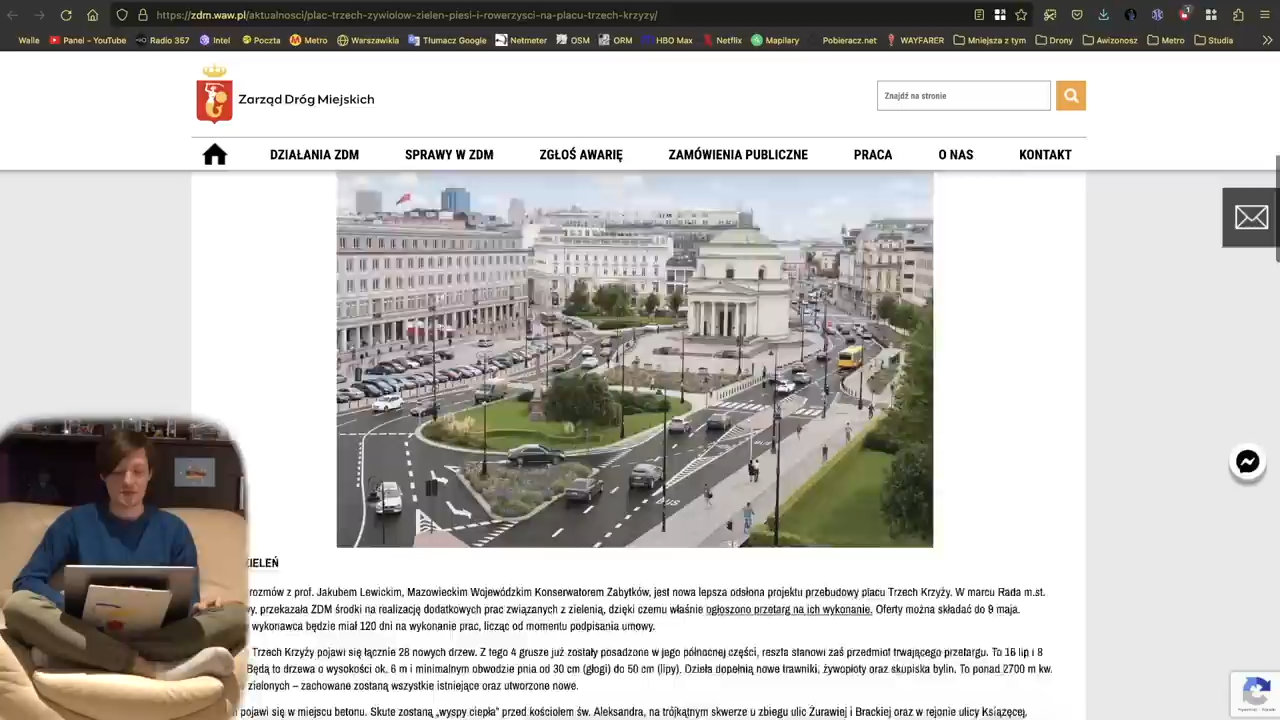 https://zdm.waw.pl/aktualnosci/plac-trzech-zywiolow-zielen-piesi-i-rowerzysci-na-placu-trzech-krzyzy/
Walle Panel - YouTube Radio 357 Intel Poczta Metro Warszawikia Tłumacz Google Netmeter OSM ORM HBO Max Netflix Mapilary Pobieracz.net WAYFARER Mniejsza z tym Drony Awizonosz Metro Studia
Zarząd Dróg Miejskich
Znajdź na stronie
DZIAŁANIA ZDM SPRAWY W ZDM ZGŁOŚ AWARIĘ ZAMÓWIENIA PUBLICZNE PRACA O NAS KONTAKT
BUS
IELEŃ
rozmów z prof. Jakubem Lewickim, Mazowieckim Wojewódzkim Konserwatorem Zabytków, jest nowa lepsza odsłona projektu przebudowy placu Trzech Krzyży. W marcu Rada m.st.
przekazała ZDM środki na realizację dodatkowych prac związanych z zielenią, dzięki czemu właśnie ogłoszono przetarg na ich wykonanie. Oferty można składać do 9 maja.
wykonawca będzie miał 120 dni na wykonanie prac, licząc od momentu podpisania umowy.
Trzech Krzyży pojawi się łącznie 28 nowych drzew. Z tego 4 grusze już zostały posadzone w jego północnej części, reszta stanowi zaś przedmiot trwającego przetargu. To 16 lip i 8
Będą to drzewa o wysokości ok. 6 m i minimalnym obwodzie pnia od 30 cm (głogi) do 50 cm (lipy). Dzieła dopełnią nowe trawniki, żywopłoty oraz skupiska bylin. To ponad 2700 m kw.
zielonych – zachowane zostaną wszystkie istniejące oraz utworzone nowe.
pojawi się w miejscu betonu. Skute zostaną „wyspy ciepła” przed kościołem św. Aleksandra, na trójkątnym skwerze u zbiegu ulic Żurawiej i Brackiej oraz w rejonie ulicy Książęcej,